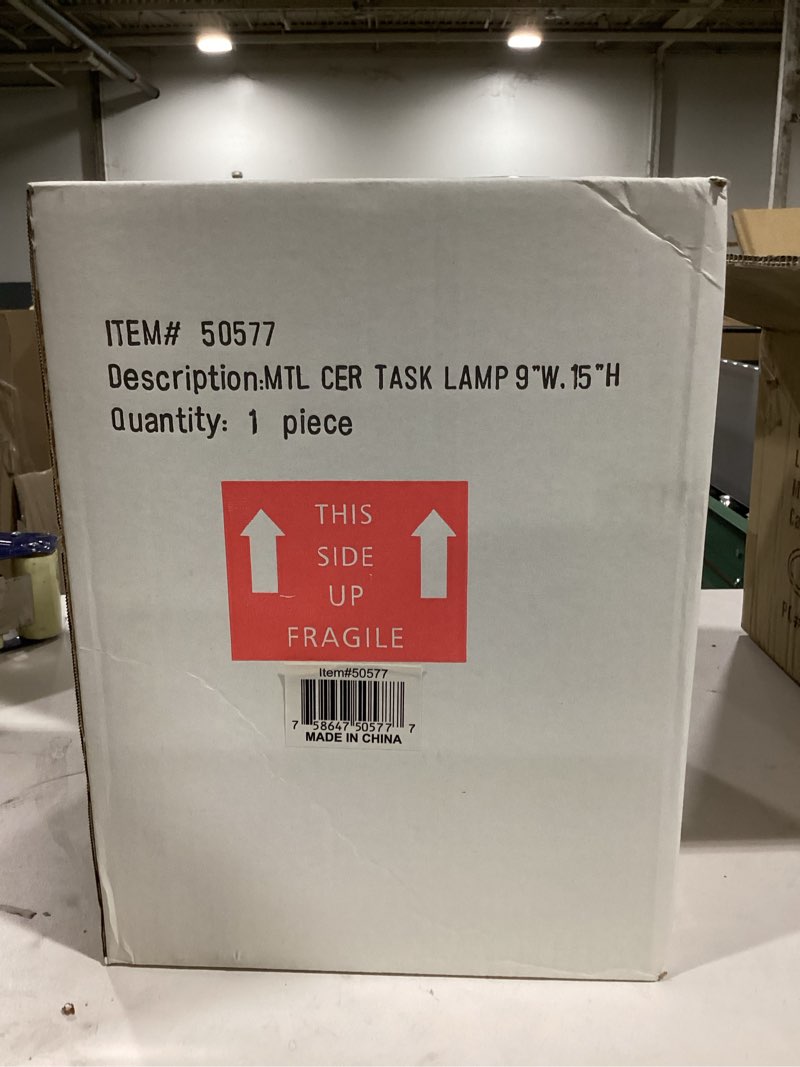 ITEM# 50577
Description:MTL CER TASK LAMP 9"W. 15"H
Quantity: 1 piece
THIS
SIDE
UP
FRAGILE
Item#50577
7 58647 50577 7
MADE IN CHINA